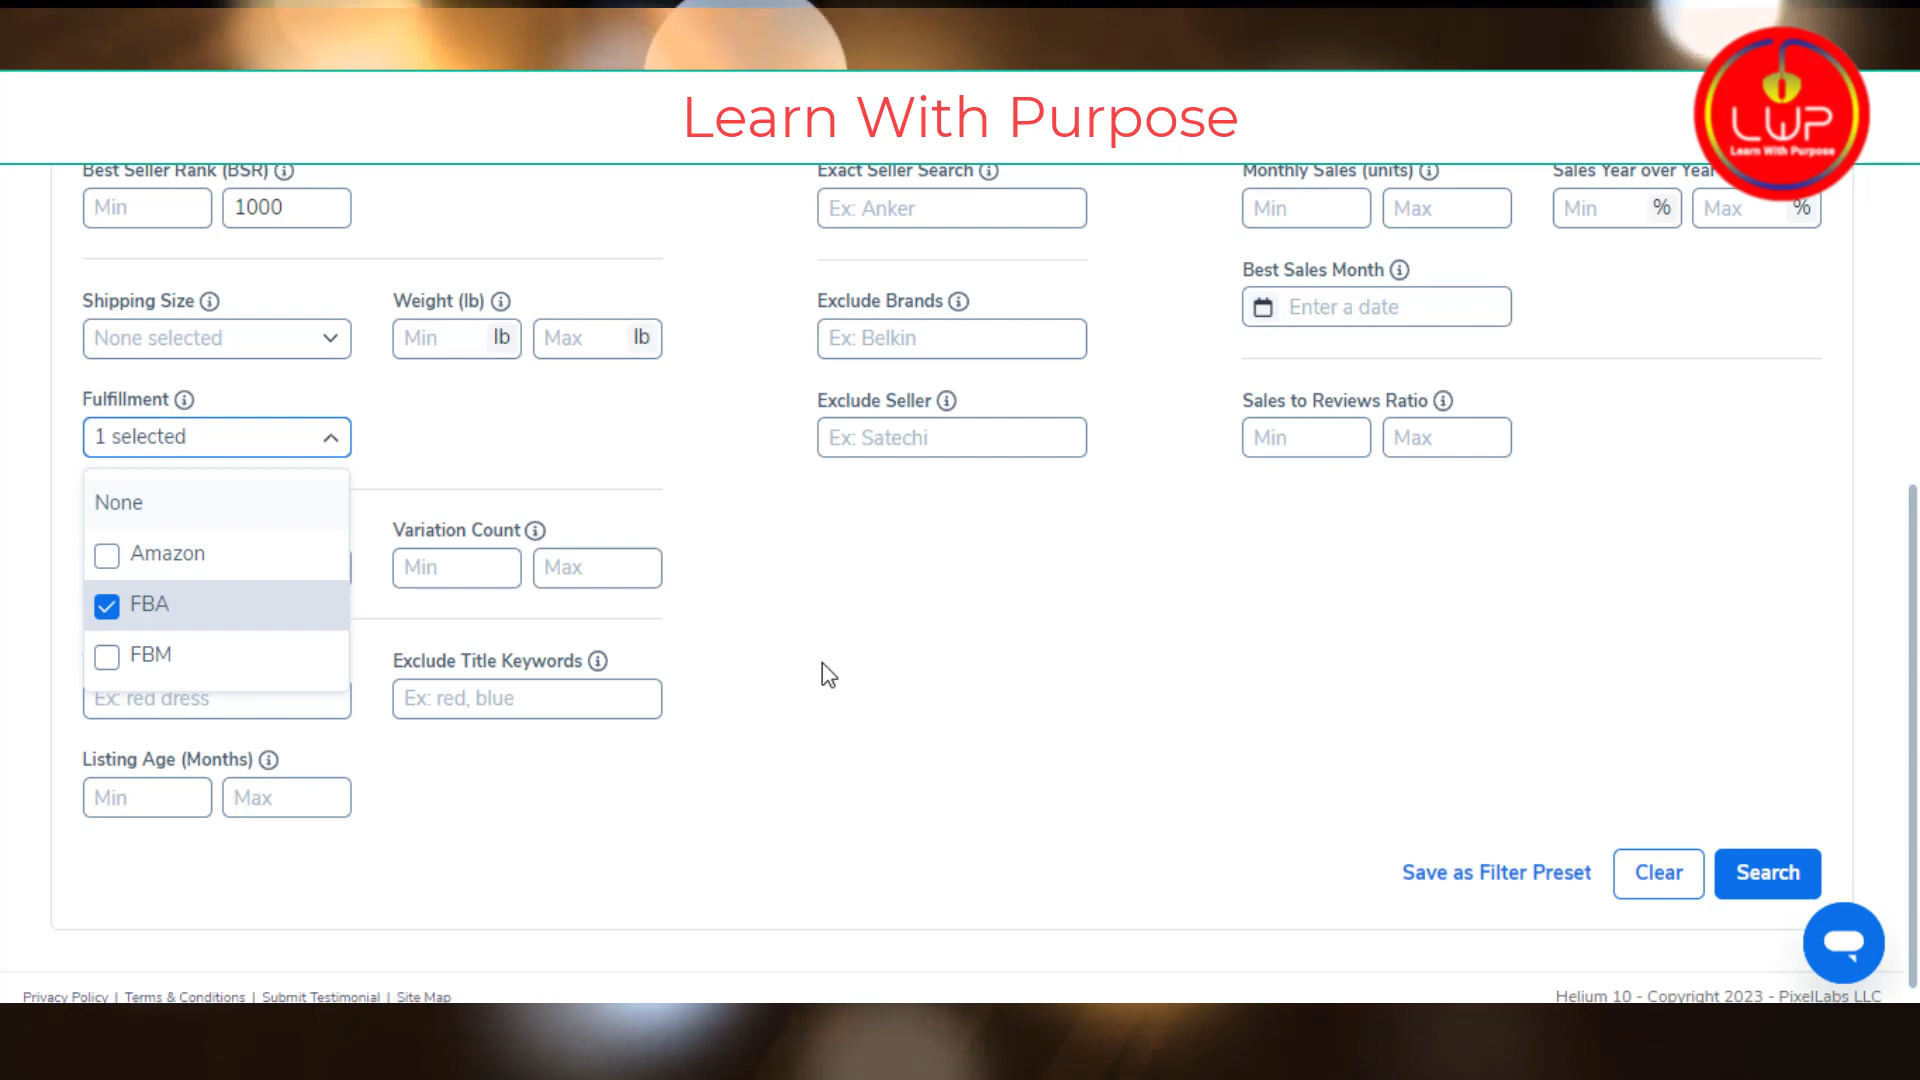 Learn With Purpose
LWP
Learn With Purpose
Best Seller Rank (BSR)
Exact Seller Search
Monthly Sales (units)
Sales Year over Year
Min
1000
Ex: Anker
Min
Max
Min %
Max %
Best Sales Month
Enter a date
Shipping Size
Weight (lb)
Exclude Brands
None selected
Min lb
Max lb
Ex: Belkin
Fulfillment
Exclude Seller
Sales to Reviews Ratio
1 selected
Ex: Satechi
Min
Max
None
Amazon
FBA
FBM
Variation Count
Min
Max
Exclude Title Keywords
Ex: red dress
Ex: red, blue
Listing Age (Months)
Min
Max
Save as Filter Preset
Clear
Search
Privacy Policy | Terms & Conditions | Submit Testimonial | Site Map
Helium 10 - Copyright 2023 - PixelLabs LLC